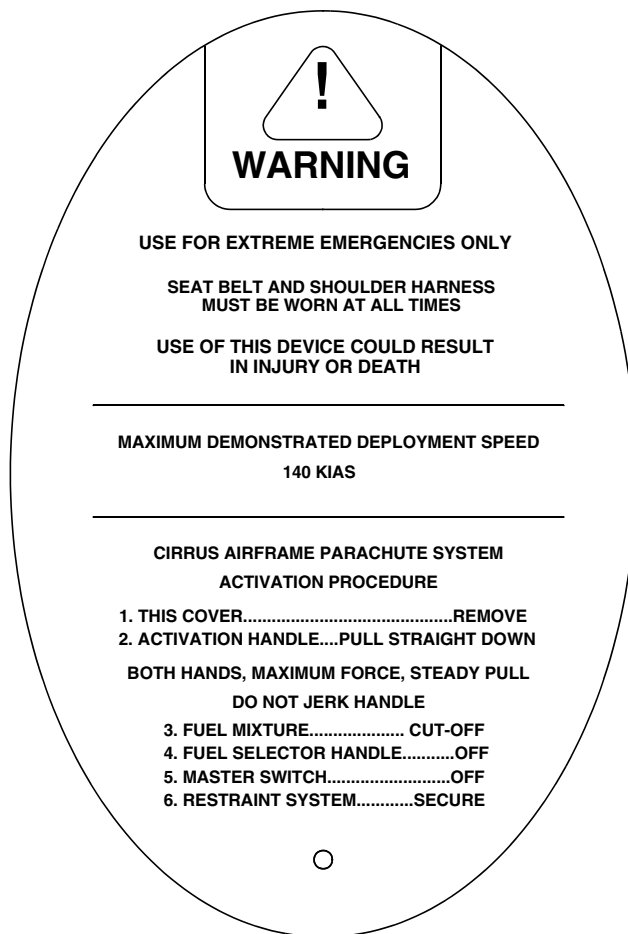 !
WARNING
USE FOR EXTREME EMERGENCIES ONLY
SEAT BELT AND SHOULDER HARNESS
MUST BE WORN AT ALL TIMES
USE OF THIS DEVICE COULD RESULT
IN INJURY OR DEATH
MAXIMUM DEMONSTRATED DEPLOYMENT SPEED
140 KIAS
CIRRUS AIRFRAME PARACHUTE SYSTEM
ACTIVATION PROCEDURE
1. THIS COVER............................................REMOVE
2. ACTIVATION HANDLE....PULL STRAIGHT DOWN
BOTH HANDS, MAXIMUM FORCE, STEADY PULL
DO NOT JERK HANDLE
3. FUEL MIXTURE.................... CUT-OFF
4. FUEL SELECTOR HANDLE...........OFF
5. MASTER SWITCH..........................OFF
6. RESTRAINT SYSTEM............SECURE